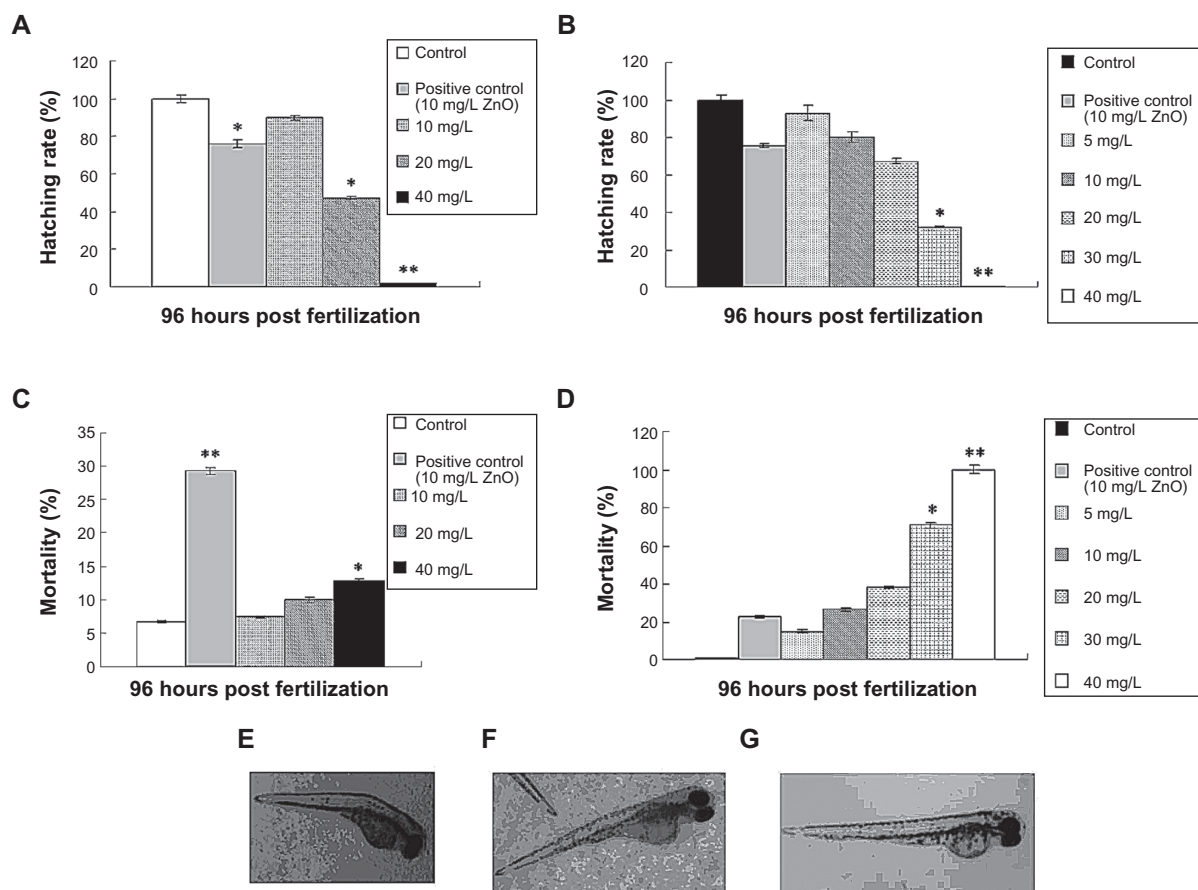 A
Hatching rate (%)
120
100
80
60
40
20
0
*
*
**
96 hours post fertilization
Control
Positive control
(10 mg/L ZnO)
10 mg/L
20 mg/L
40 mg/L
B
Hatching rate (%)
120
100
80
60
40
20
0
*
**
96 hours post fertilization
Control
Positive control
(10 mg/L ZnO)
5 mg/L
10 mg/L
20 mg/L
30 mg/L
40 mg/L
C
Mortality (%)
35
30
25
20
15
10
5
0
**
*
96 hours post fertilization
Control
Positive control
(10 mg/L ZnO)
10 mg/L
20 mg/L
40 mg/L
D
Mortality (%)
120
100
80
60
40
20
0
*
**
96 hours post fertilization
Control
Positive control
(10 mg/L ZnO)
5 mg/L
10 mg/L
20 mg/L
30 mg/L
40 mg/L
E
F
G